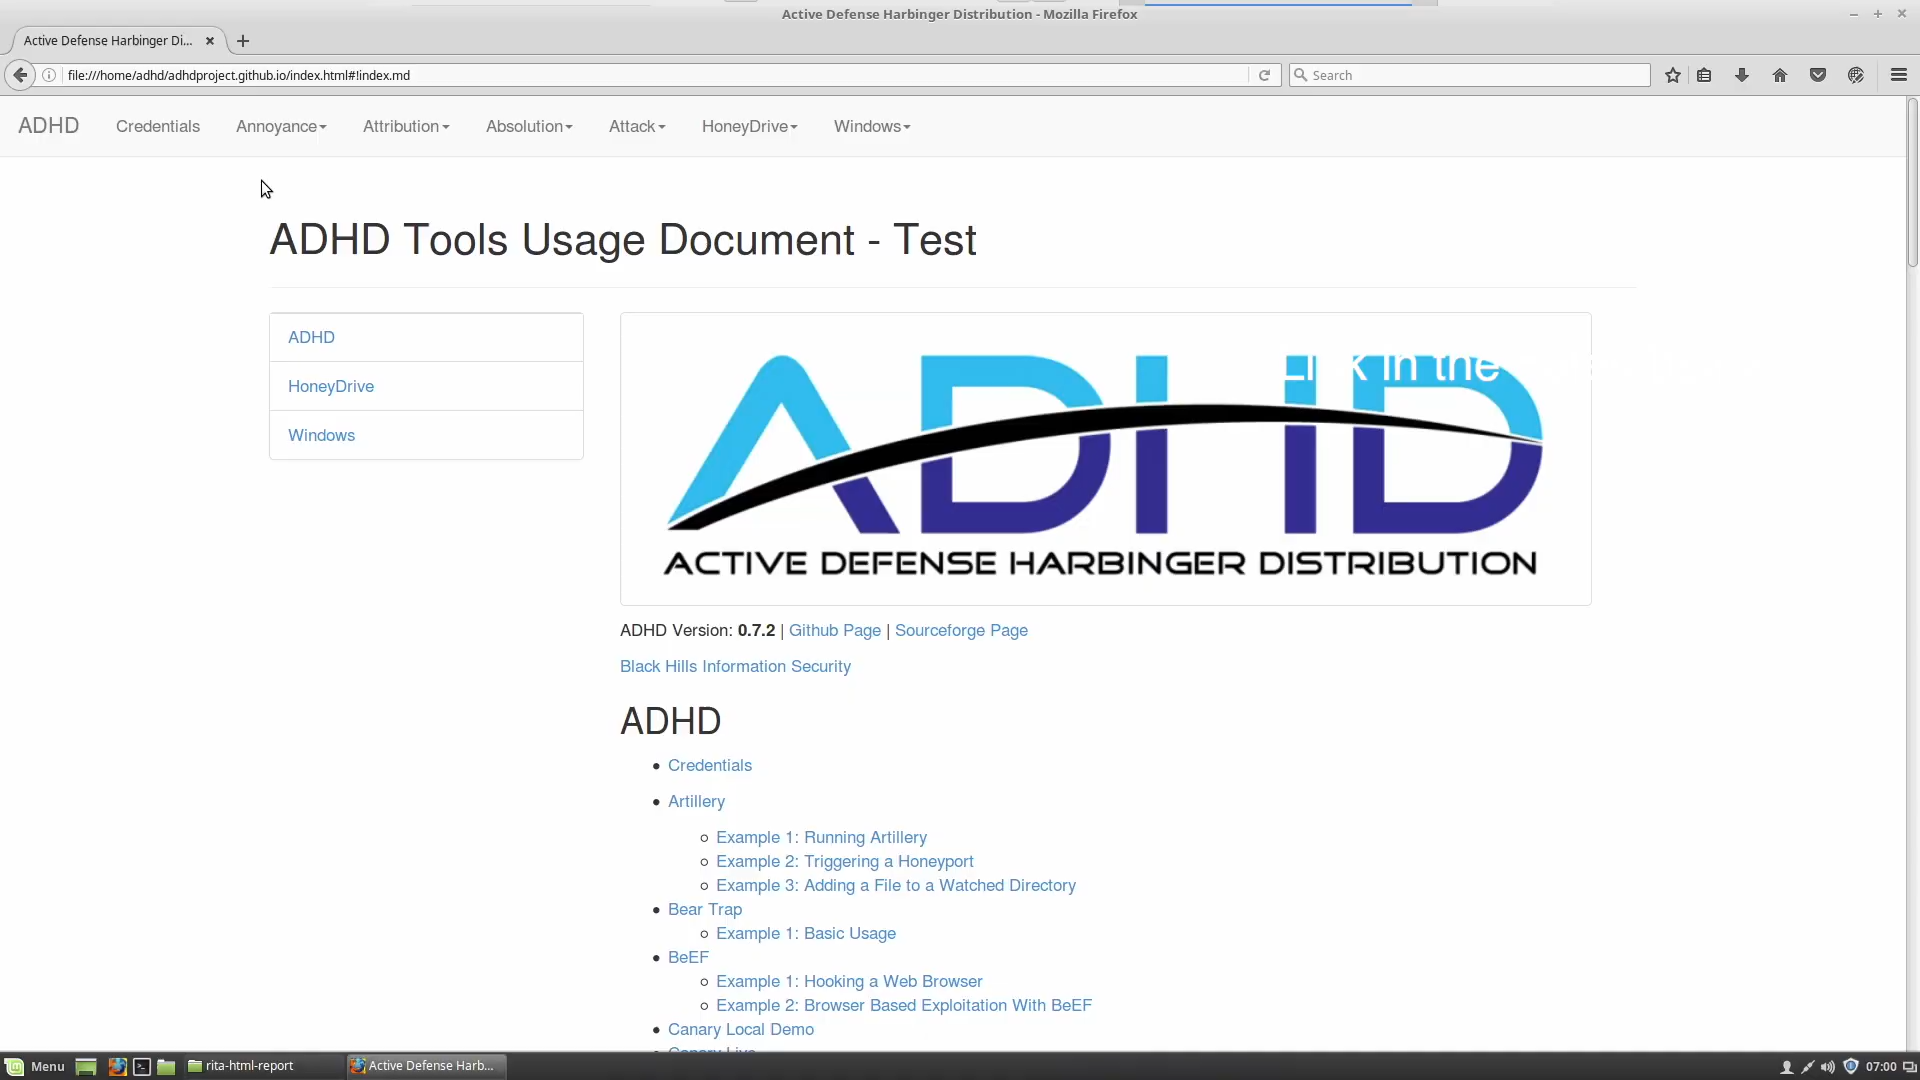 Active Defense Harbinger Distribution - Mozilla Firefox
Active Defense Harbinger Di...
file:///home/adhd/adhdproject.github.io/index.html#!index.md
Search
ADHD Credentials Annoyance Attribution Absolution Attack HoneyDrive Windows
ADHD Tools Usage Document - Test
ADHD
HoneyDrive
Windows
Link in the
ADHD
ACTIVE DEFENSE HARBINGER DISTRIBUTION
ADHD Version: 0.7.2 | Github Page | Sourceforge Page
Black Hills Information Security
ADHD
Credentials
Artillery
Example 1: Running Artillery
Example 2: Triggering a Honeyport
Example 3: Adding a File to a Watched Directory
Bear Trap
Example 1: Basic Usage
BeEF
Example 1: Hooking a Web Browser
Example 2: Browser Based Exploitation With BeEF
Canary Local Demo
Menu rita-html-report Active Defense Harb... 07:00